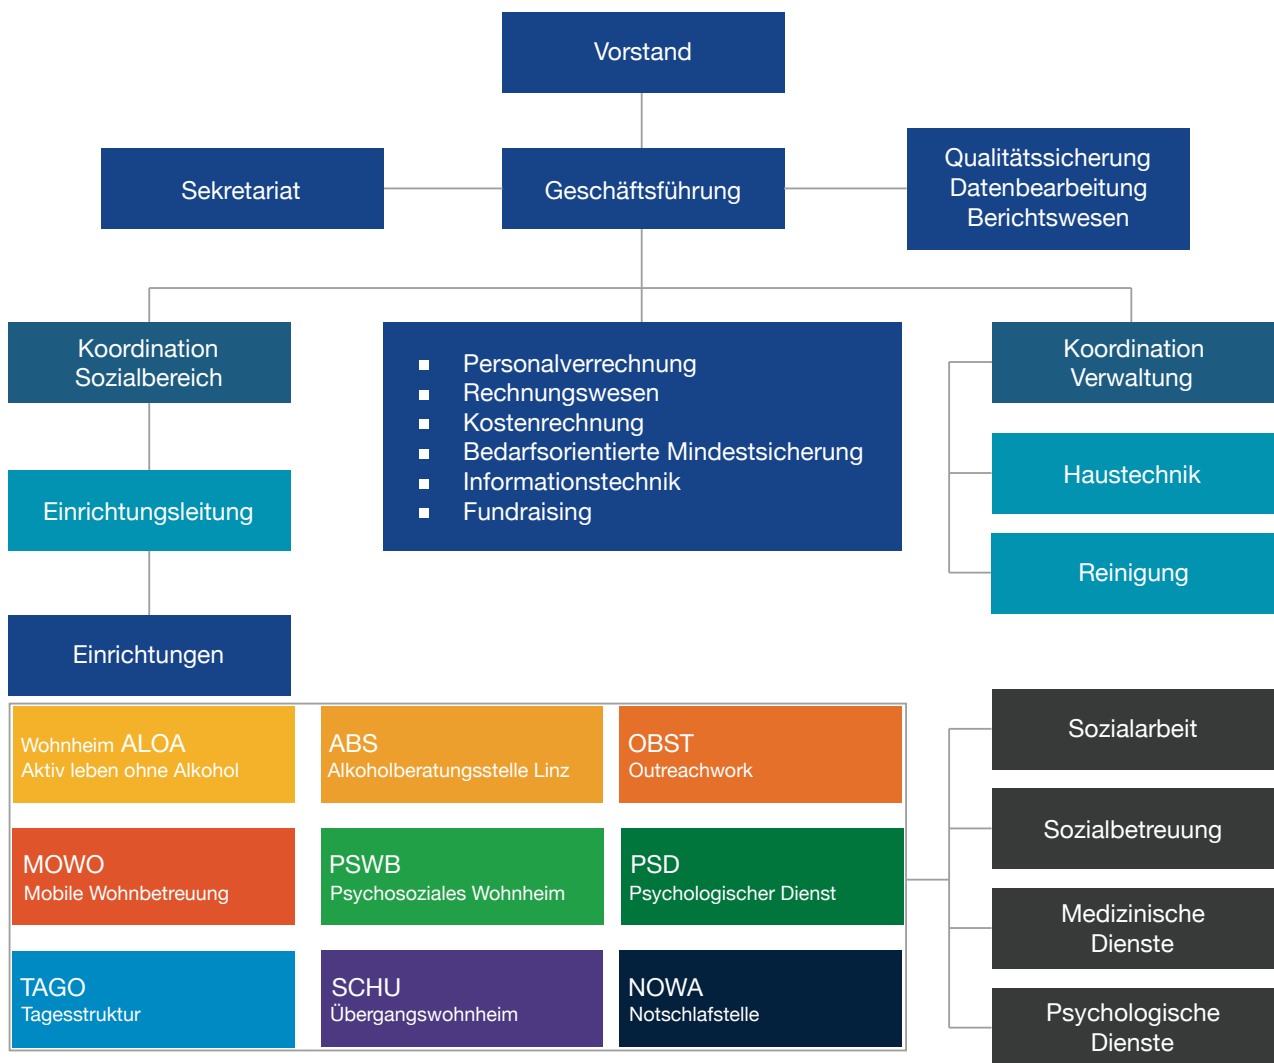 Vorstand
Sekretariat
Geschäftsführung
Qualitätssicherung
Datenbearbeitung
Berichtswesen
Koordination
Sozialbereich
■ Personalverrechnung
■ Rechnungswesen
■ Kostenrechnung
■ Bedarfsorientierte Mindestsicherung
■ Informationstechnik
■ Fundraising
Koordination
Verwaltung
Einrichtungsleitung
Haustechnik
Reinigung
Einrichtungen
Wohnheim ALOA
Aktiv leben ohne Alkohol
ABS
Alkoholberatungsstelle Linz
OBST
Outreachwork
MOWO
Mobile Wohnbetreuung
PSWB
Psychosoziales Wohnheim
PSD
Psychologischer Dienst
TAGO
Tagesstruktur
SCHU
Übergangswohnheim
NOWA
Notschlafstelle
Sozialarbeit
Sozialbetreuung
Medizinische
Dienste
Psychologische
Dienste